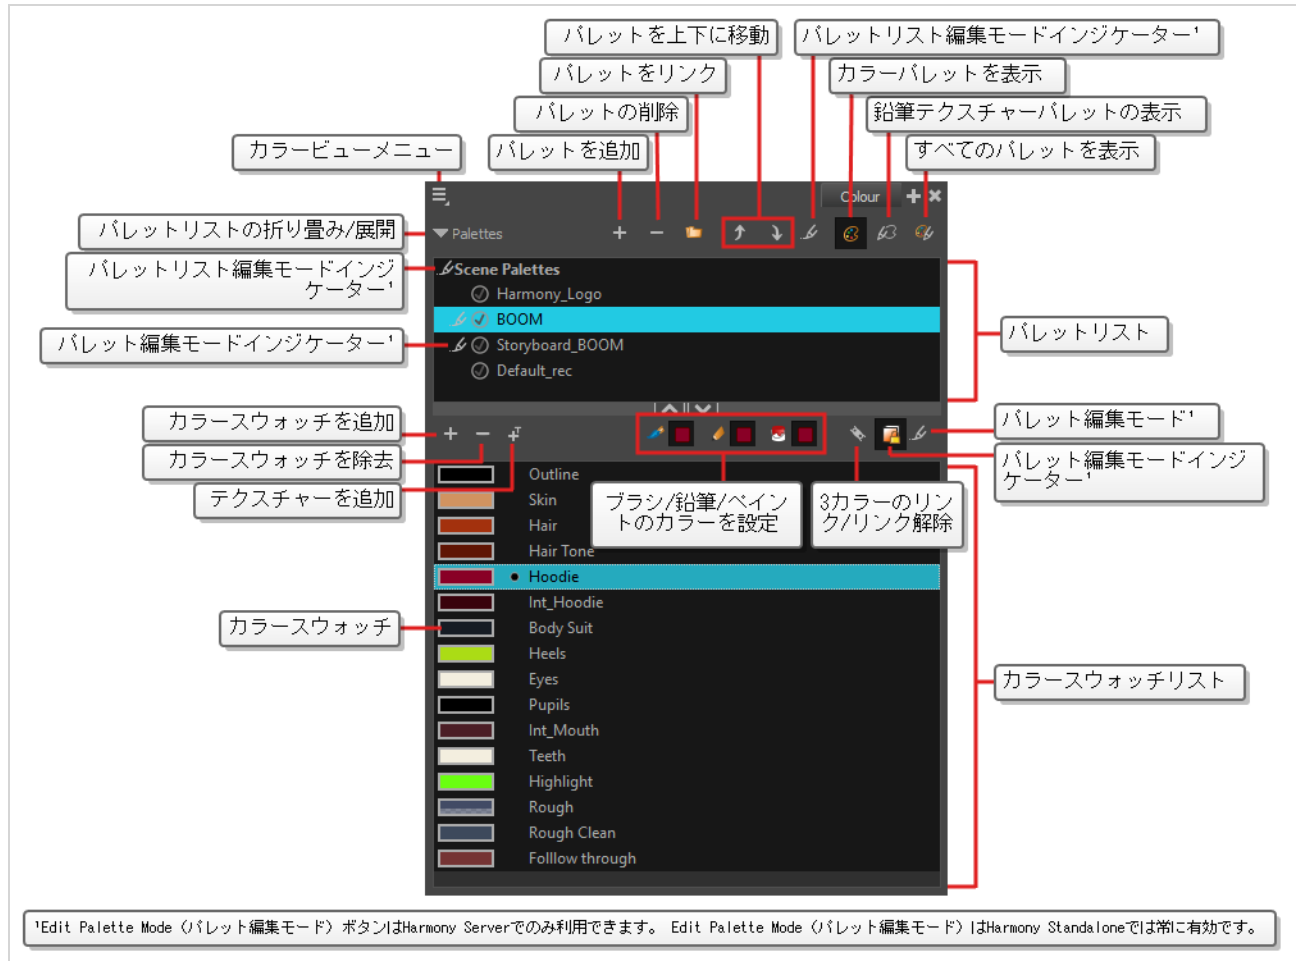 パレットを上下に移動
パレットリスト編集モードインジケーター¹
パレットをリンク
カラーパレットを表示
パレットの削除
鉛筆テクスチャーパレットの表示
カラービューメニュー
パレットを追加
すべてのパレットを表示
Colour
パレットリストの折り畳み/展開
Palettes
パレットリスト編集モードインジ
ケーター¹
Scene Palettes
Harmony_Logo
BOOM
パレット編集モードインジケーター¹
Storyboard_BOOM
Default_rec
パレットリスト
カラースウォッチを追加
パレット編集モード¹
カラースウォッチを除去
パレット編集モードインジ
ケーター¹
テクスチャーを追加
ブラシ/鉛筆/ペイン
トのカラーを設定
3カラーのリン
ク/リンク解除
Outline
Skin
Hair
Hair Tone
Hoodie
Int_Hoodie
カラースウォッチ
Body Suit
Heels
Eyes
カラースウォッチリスト
Pupils
Int_Mouth
Teeth
Highlight
Rough
Rough Clean
Folllow through
¹Edit Palette Mode（パレット編集モード）ボタンはHarmony Serverでのみ利用できます。 Edit Palette Mode（パレット編集モード）はHarmony Standaloneでは常に有効です。